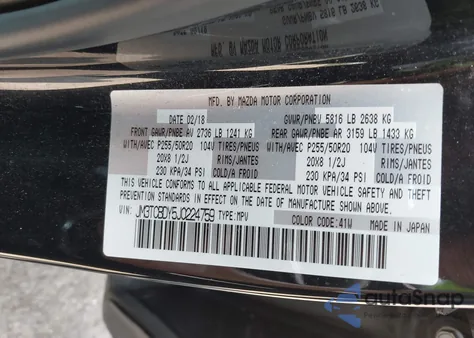 MFD. BY MAZDA MOTOR CORPORATION
DATE 02/18 GVWR/PNBV 5816 LB 2638 KG
FRONT GAWR/PNBE AV 2736 LB 1241 KG REAR GAWR/PNBE AR 3159 LB 1433 KG
WITH/AVEC P255/50R20 104V TIRES/PNEUS WITH/AVEC P255/50R20 104V TIRES/PNEUS
20X8 1/2J RIMS/JANTES 20X8 1/2J RIMS/JANTES
230 KPA/34 PSI 230 KPA/34 PSI
THIS VEHICLE CONFORMS TO ALL APPLICABLE FEDERAL MOTOR VEHICLE SAFETY, BUMPER, AND THEFT
PREVENTION STANDARDS IN EFFECT ON THE DATE OF MANUFACTURE SHOWN ABOVE.
VIN: JM3TCBDY5J0224759 TYPE:MPV
COLOR CODE:41W MADE IN JAPAN
autoSnap